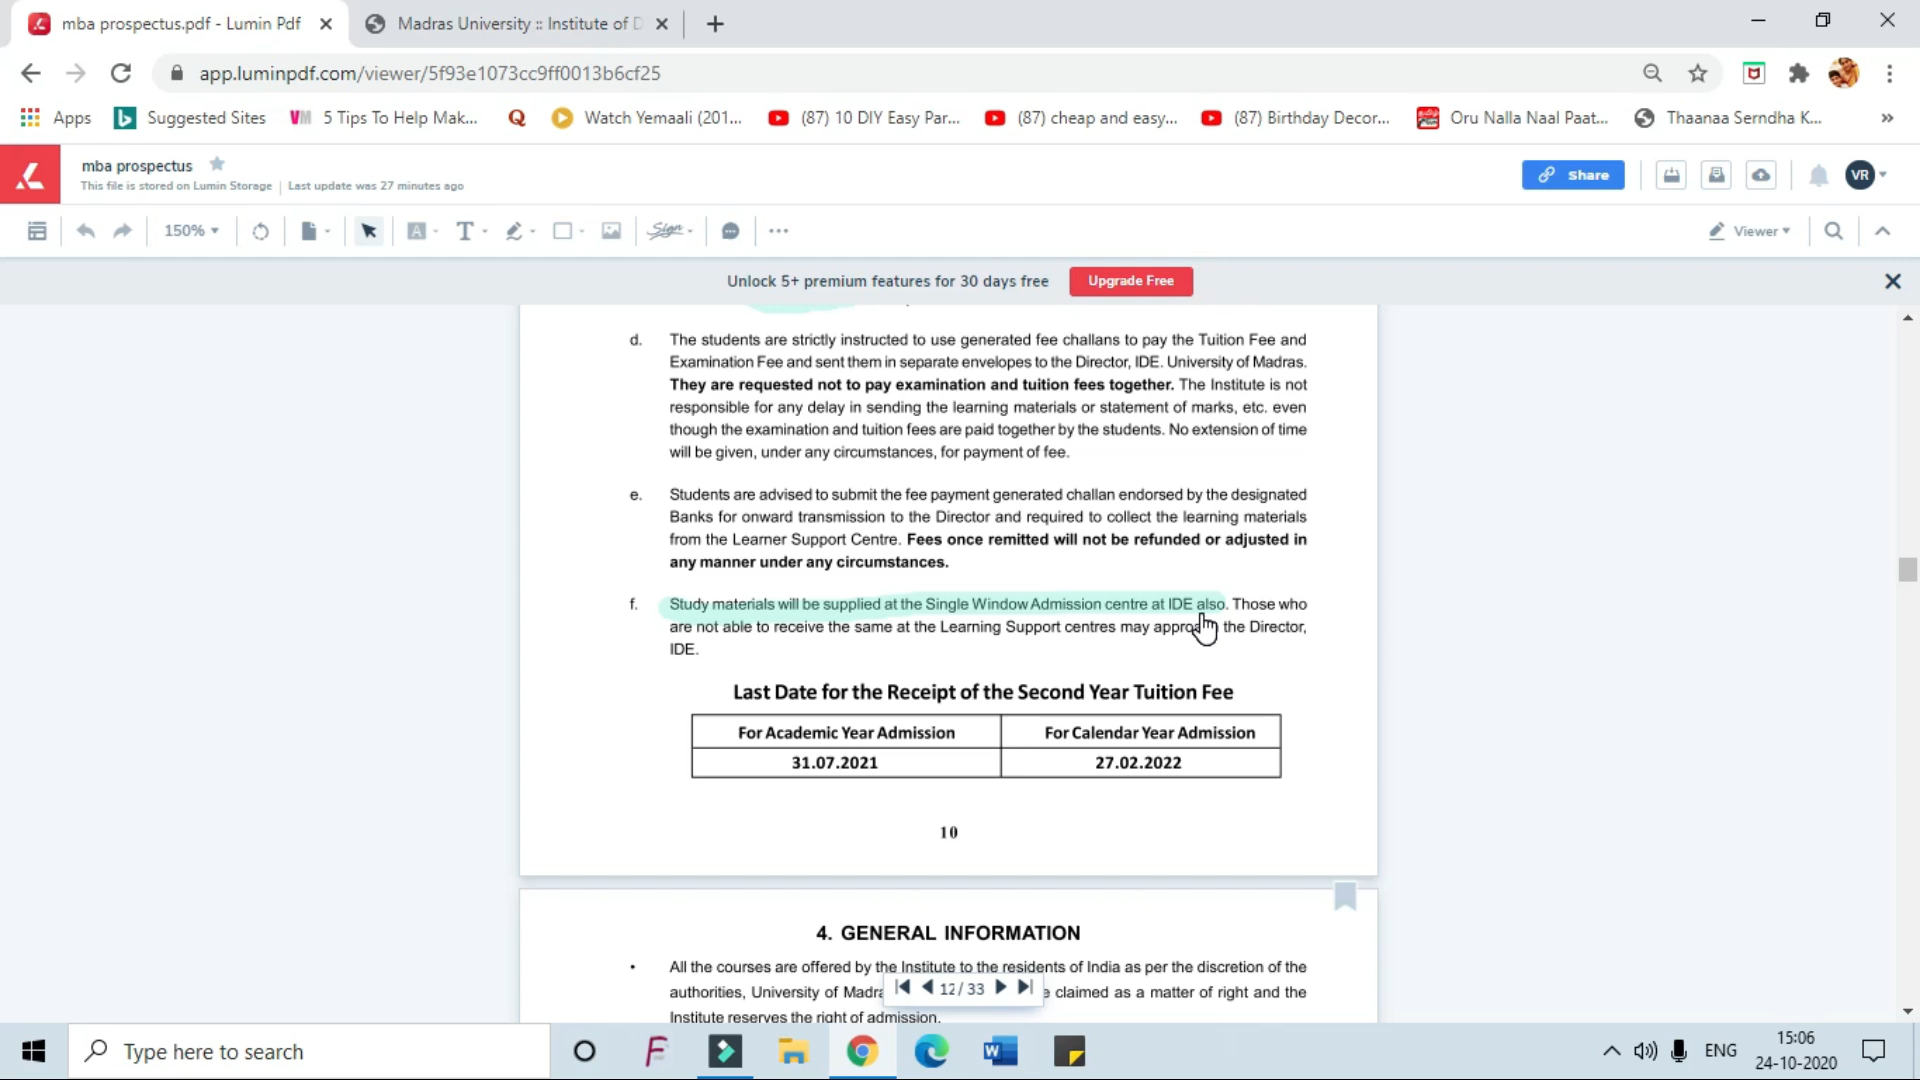 mba prospectus.pdf - Lumin Pdf
Madras University :: Institute of D
app.luminpdf.com/viewer/5f93e1073cc9ff0013b6cf25
Apps
Suggested Sites
VM 5 Tips To Help Mak...
Q
Watch Yemaali (201...
(87) 10 DIY Easy Par...
(87) cheap and easy...
(87) Birthday Decor...
Oru Nalla Naal Paat...
Thaanaa Serndha K...
»
mba prospectus
This file is stored on Lumin Storage | Last update was 27 minutes ago
Share
VR
150%
A
T
Sign
Viewer
Unlock 5+ premium features for 30 days free
Upgrade Free
d. The students are strictly instructed to use generated fee challans to pay the Tuition Fee and
Examination Fee and sent them in separate envelopes to the Director, IDE. University of Madras.
They are requested not to pay examination and tuition fees together. The Institute is not
responsible for any delay in sending the learning materials or statement of marks, etc. even
though the examination and tuition fees are paid together by the students. No extension of time
will be given, under any circumstances, for payment of fee.
e. Students are advised to submit the fee payment generated challan endorsed by the designated
Banks for onward transmission to the Director and required to collect the learning materials
from the Learner Support Centre. Fees once remitted will not be refunded or adjusted in
any manner under any circumstances.
f. Study materials will be supplied at the Single Window Admission centre at IDE also. Those who
are not able to receive the same at the Learning Support centres may the Director,
IDE.
Last Date for the Receipt of the Second Year Tuition Fee
For Academic Year Admission For Calendar Year Admission
31.07.2021 27.02.2022
10
4. GENERAL INFORMATION
• All the courses are offered by the Institute to the residents of India as per the discretion of the
authorities, University of claimed as a matter of right and the
12 / 33
Institute reserves the right of admission.
Type here to search
ENG
15:06
24-10-2020